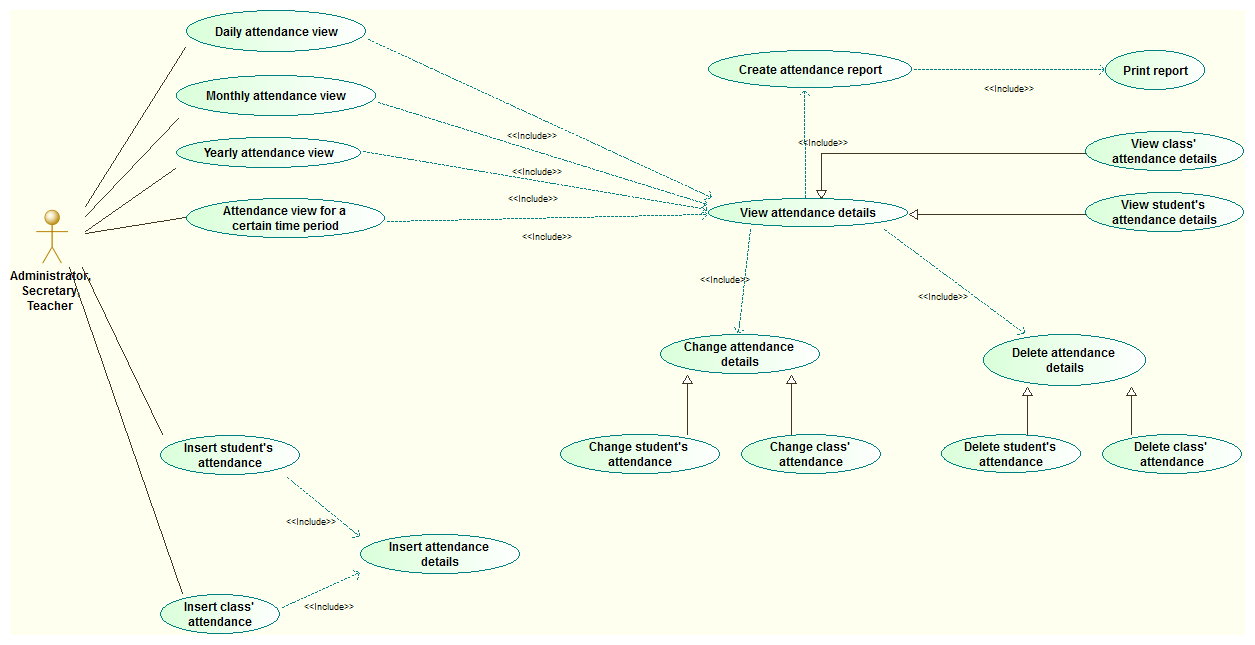 Daily attendance view
Monthly attendance view
Yearly attendance view
Attendance view for a
certain time period
Administrator,
Secretary,
Teacher
<<Include>>
<<Include>>
<<Include>>
<<Include>>
Create attendance report
<<Include>>
Print report
<<Include>>
View class'
attendance details
View attendance details
View student's
attendance details
<<Include>>
<<Include>>
Change attendance
details
Delete attendance
details
Change student's
attendance
Change class'
attendance
Delete student's
attendance
Delete class'
attendance
Insert student's
attendance
<<Include>>
Insert attendance
details
<<Include>>
Insert class'
attendance